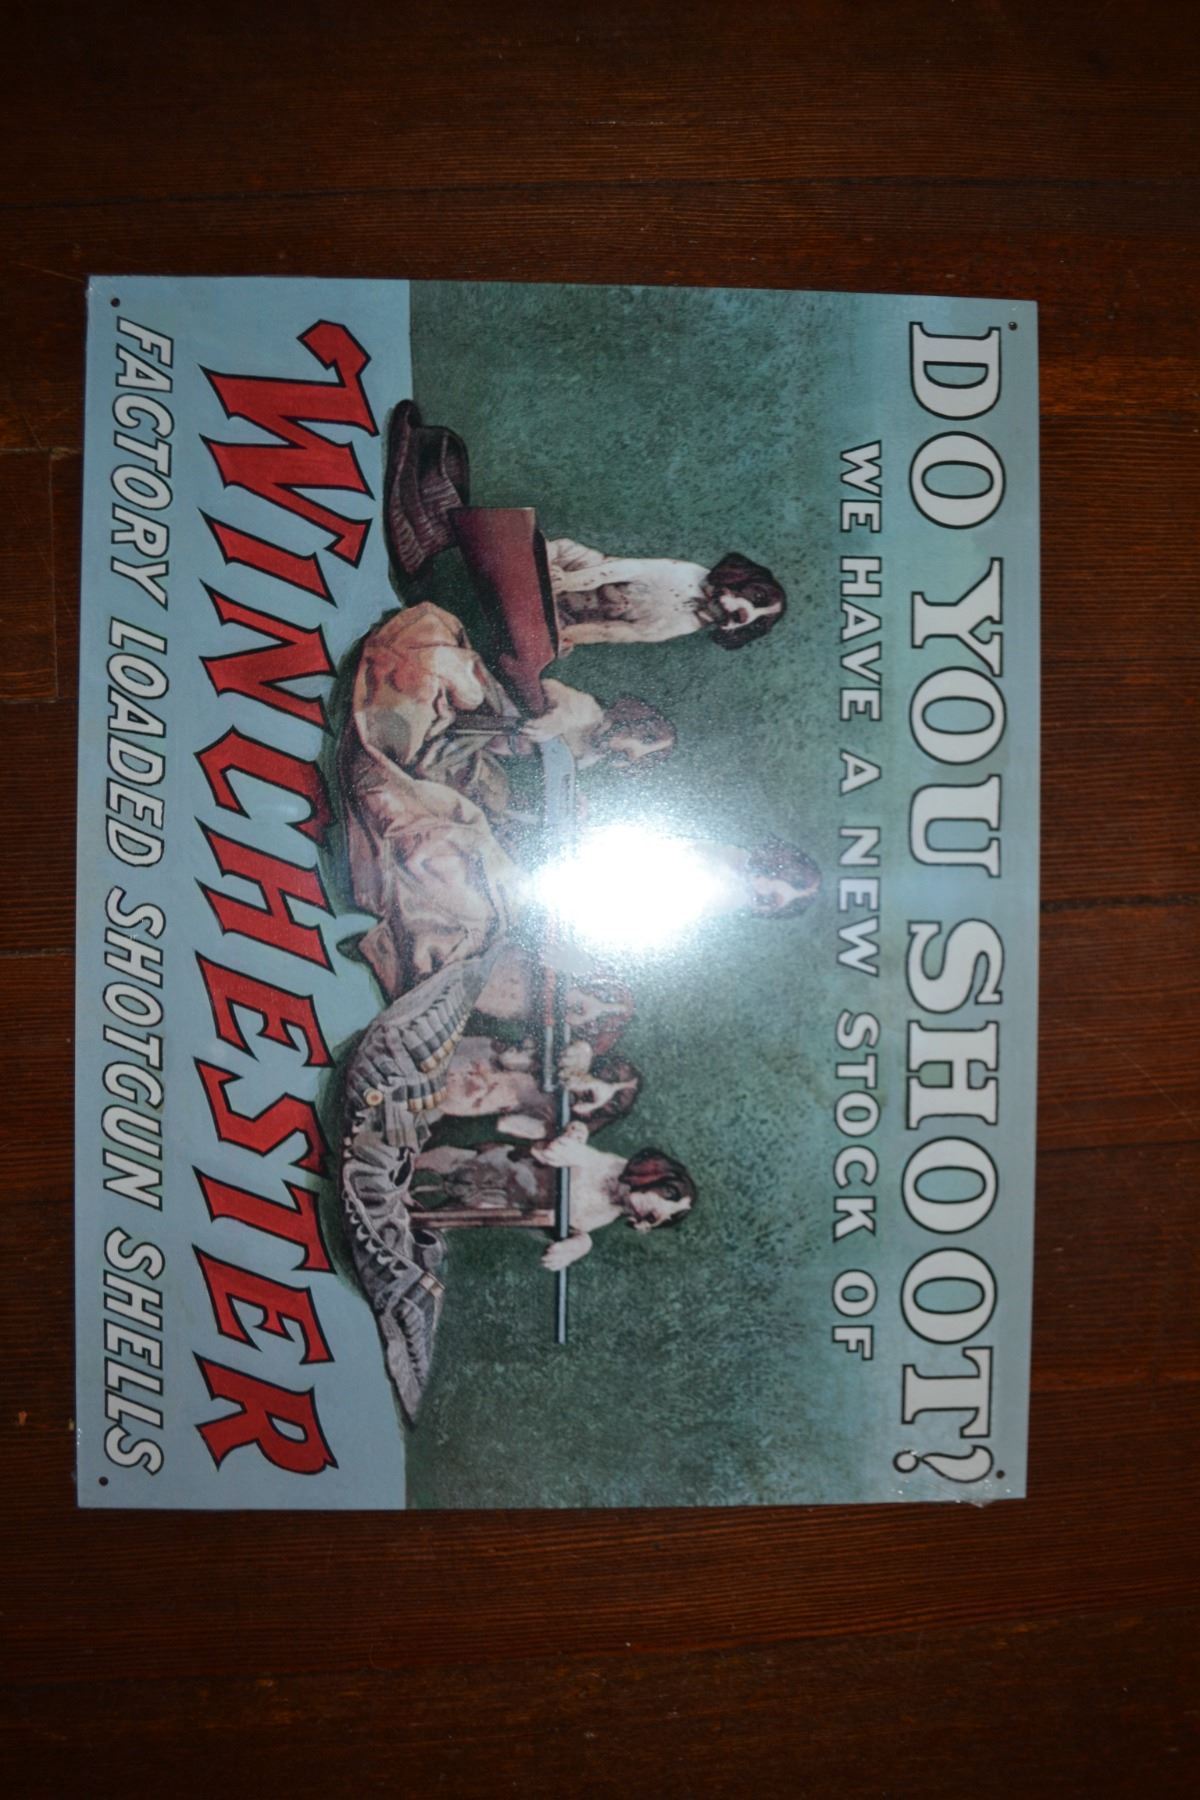 DO YOU SHOOT?
WE HAVE A NEW STOCK OF
WINCHESTER
FACTORY LOADED SHOTGUN SHELLS